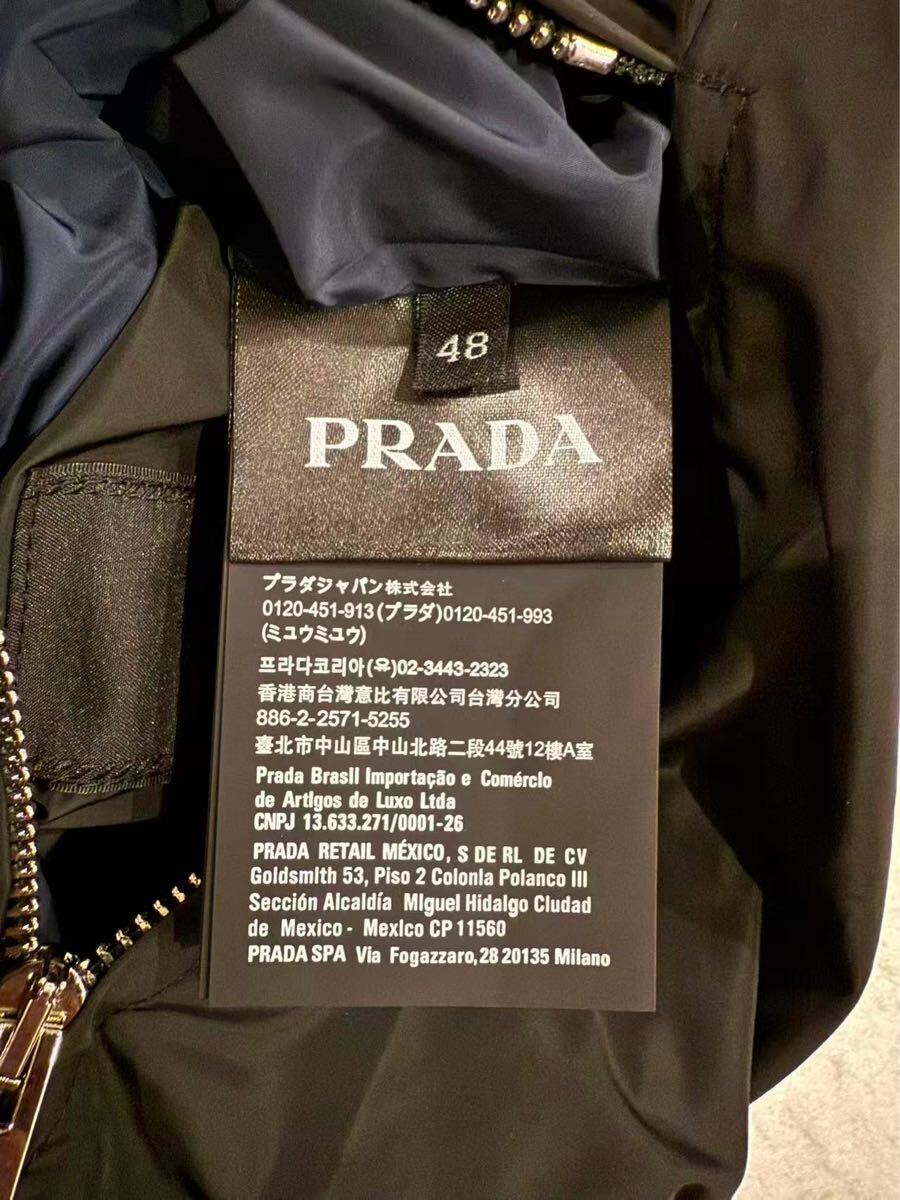 48
PRADA
プラダジャパン株式会社
0120-451-913(プラダ)0120-451-993
(ミュウミュウ)
프라다코리아(유)02-3443-2323
香港商台灣意比有限公司台灣分公司
886-2-2571-5255
臺北市中山區中山北路二段44號12樓A室
Prada Brasil Importação e Comércio
de Artigos de Luxo Ltda
CNPJ 13.633.271/0001-26
PRADA RETAIL MÉXICO, S DE RL DE CV
Goldsmith 53, Piso 2 Colonia Polanco III
Sección Alcaldía Miguel Hidalgo Ciudad
de Mexico - Mexico CP 11560
PRADA SPA Via Fogazzaro, 28 20135 Milano